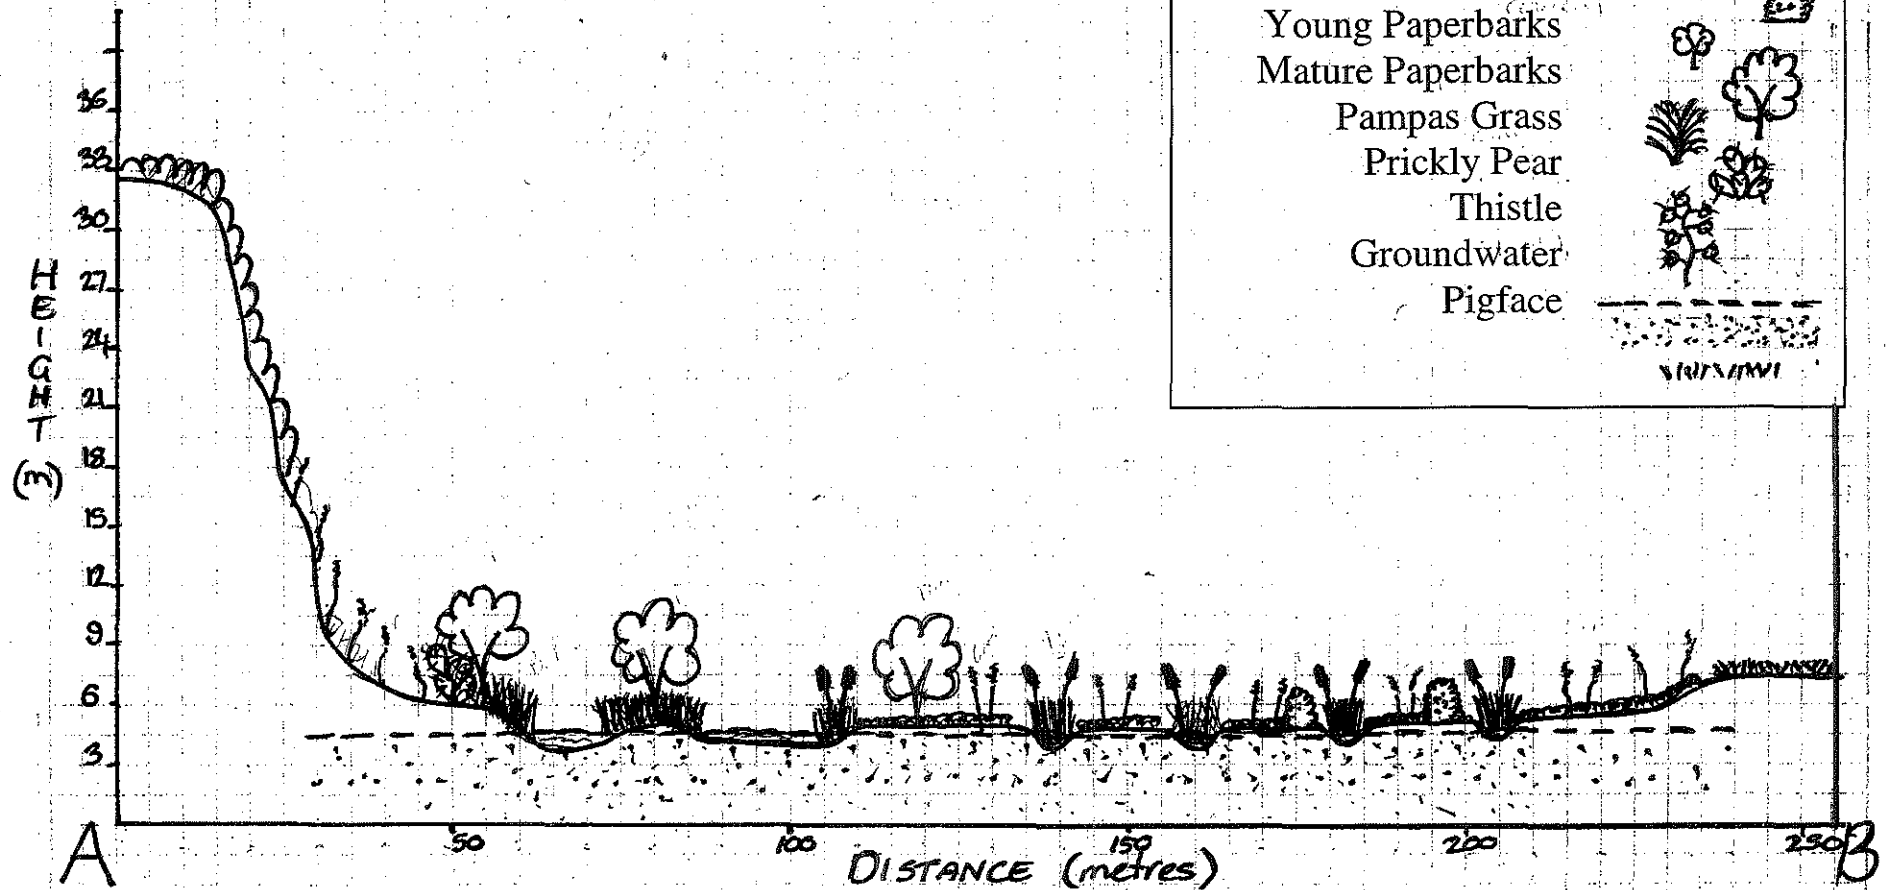 Young Paperbarks
Mature Paperbarks
Pampas Grass
Prickly Pear
Thistle
Groundwater
Pigface
36
33
30
27
24
21
18
15
12
9
6
3
HEIGHT
(m)
50
100
150
200
250
A
DISTANCE (metres)
B